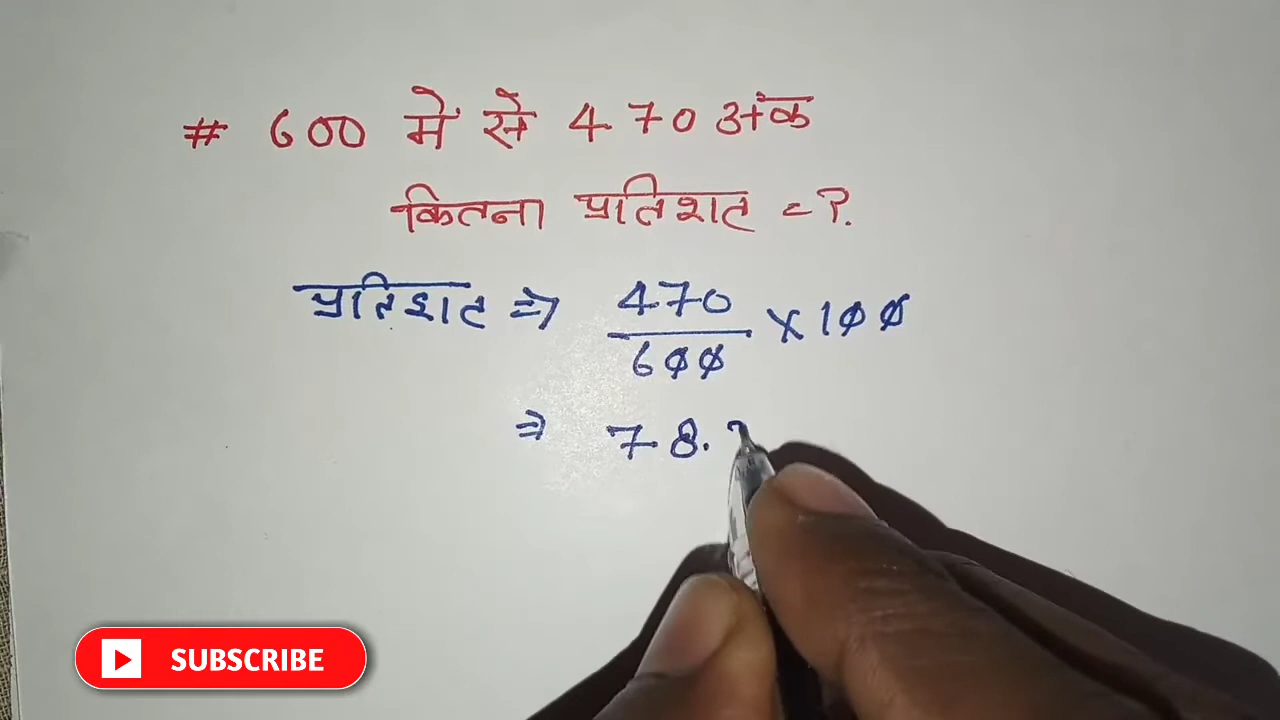 # 600 में से 470 अंक
कितना प्रतिशत = ?.
प्रतिशत ⇒ 470/600 × 100
⇒ 78.
SUBSCRIBE